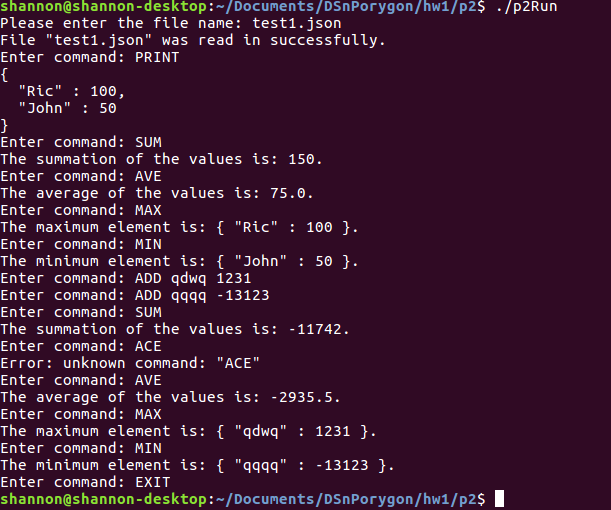 shannon@shannon-desktop:~/Documents/DSnPorygon/hw1/p2$ ./p2Run
Please enter the file name: test1.json
File "test1.json" was read in successfully.
Enter command: PRINT
{
  "Ric" : 100,
  "John" : 50
}
Enter command: SUM
The summation of the values is: 150.
Enter command: AVE
The average of the values is: 75.0.
Enter command: MAX
The maximum element is: { "Ric" : 100 }.
Enter command: MIN
The minimum element is: { "John" : 50 }.
Enter command: ADD qdwq 1231
Enter command: ADD qqqq -13123
Enter command: SUM
The summation of the values is: -11742.
Enter command: ACE
Error: unknown command: "ACE"
Enter command: AVE
The average of the values is: -2935.5.
Enter command: MAX
The maximum element is: { "qdwq" : 1231 }.
Enter command: MIN
The minimum element is: { "qqqq" : -13123 }.
Enter command: EXIT
shannon@shannon-desktop:~/Documents/DSnPorygon/hw1/p2$